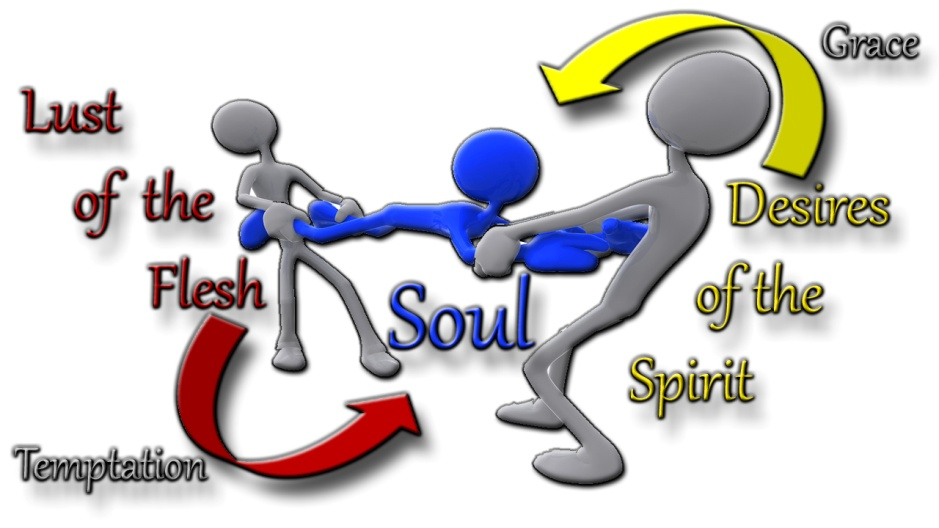 Grace
Lust
of the
Flesh
Desires
of the
Spirit
Soul
Temptation